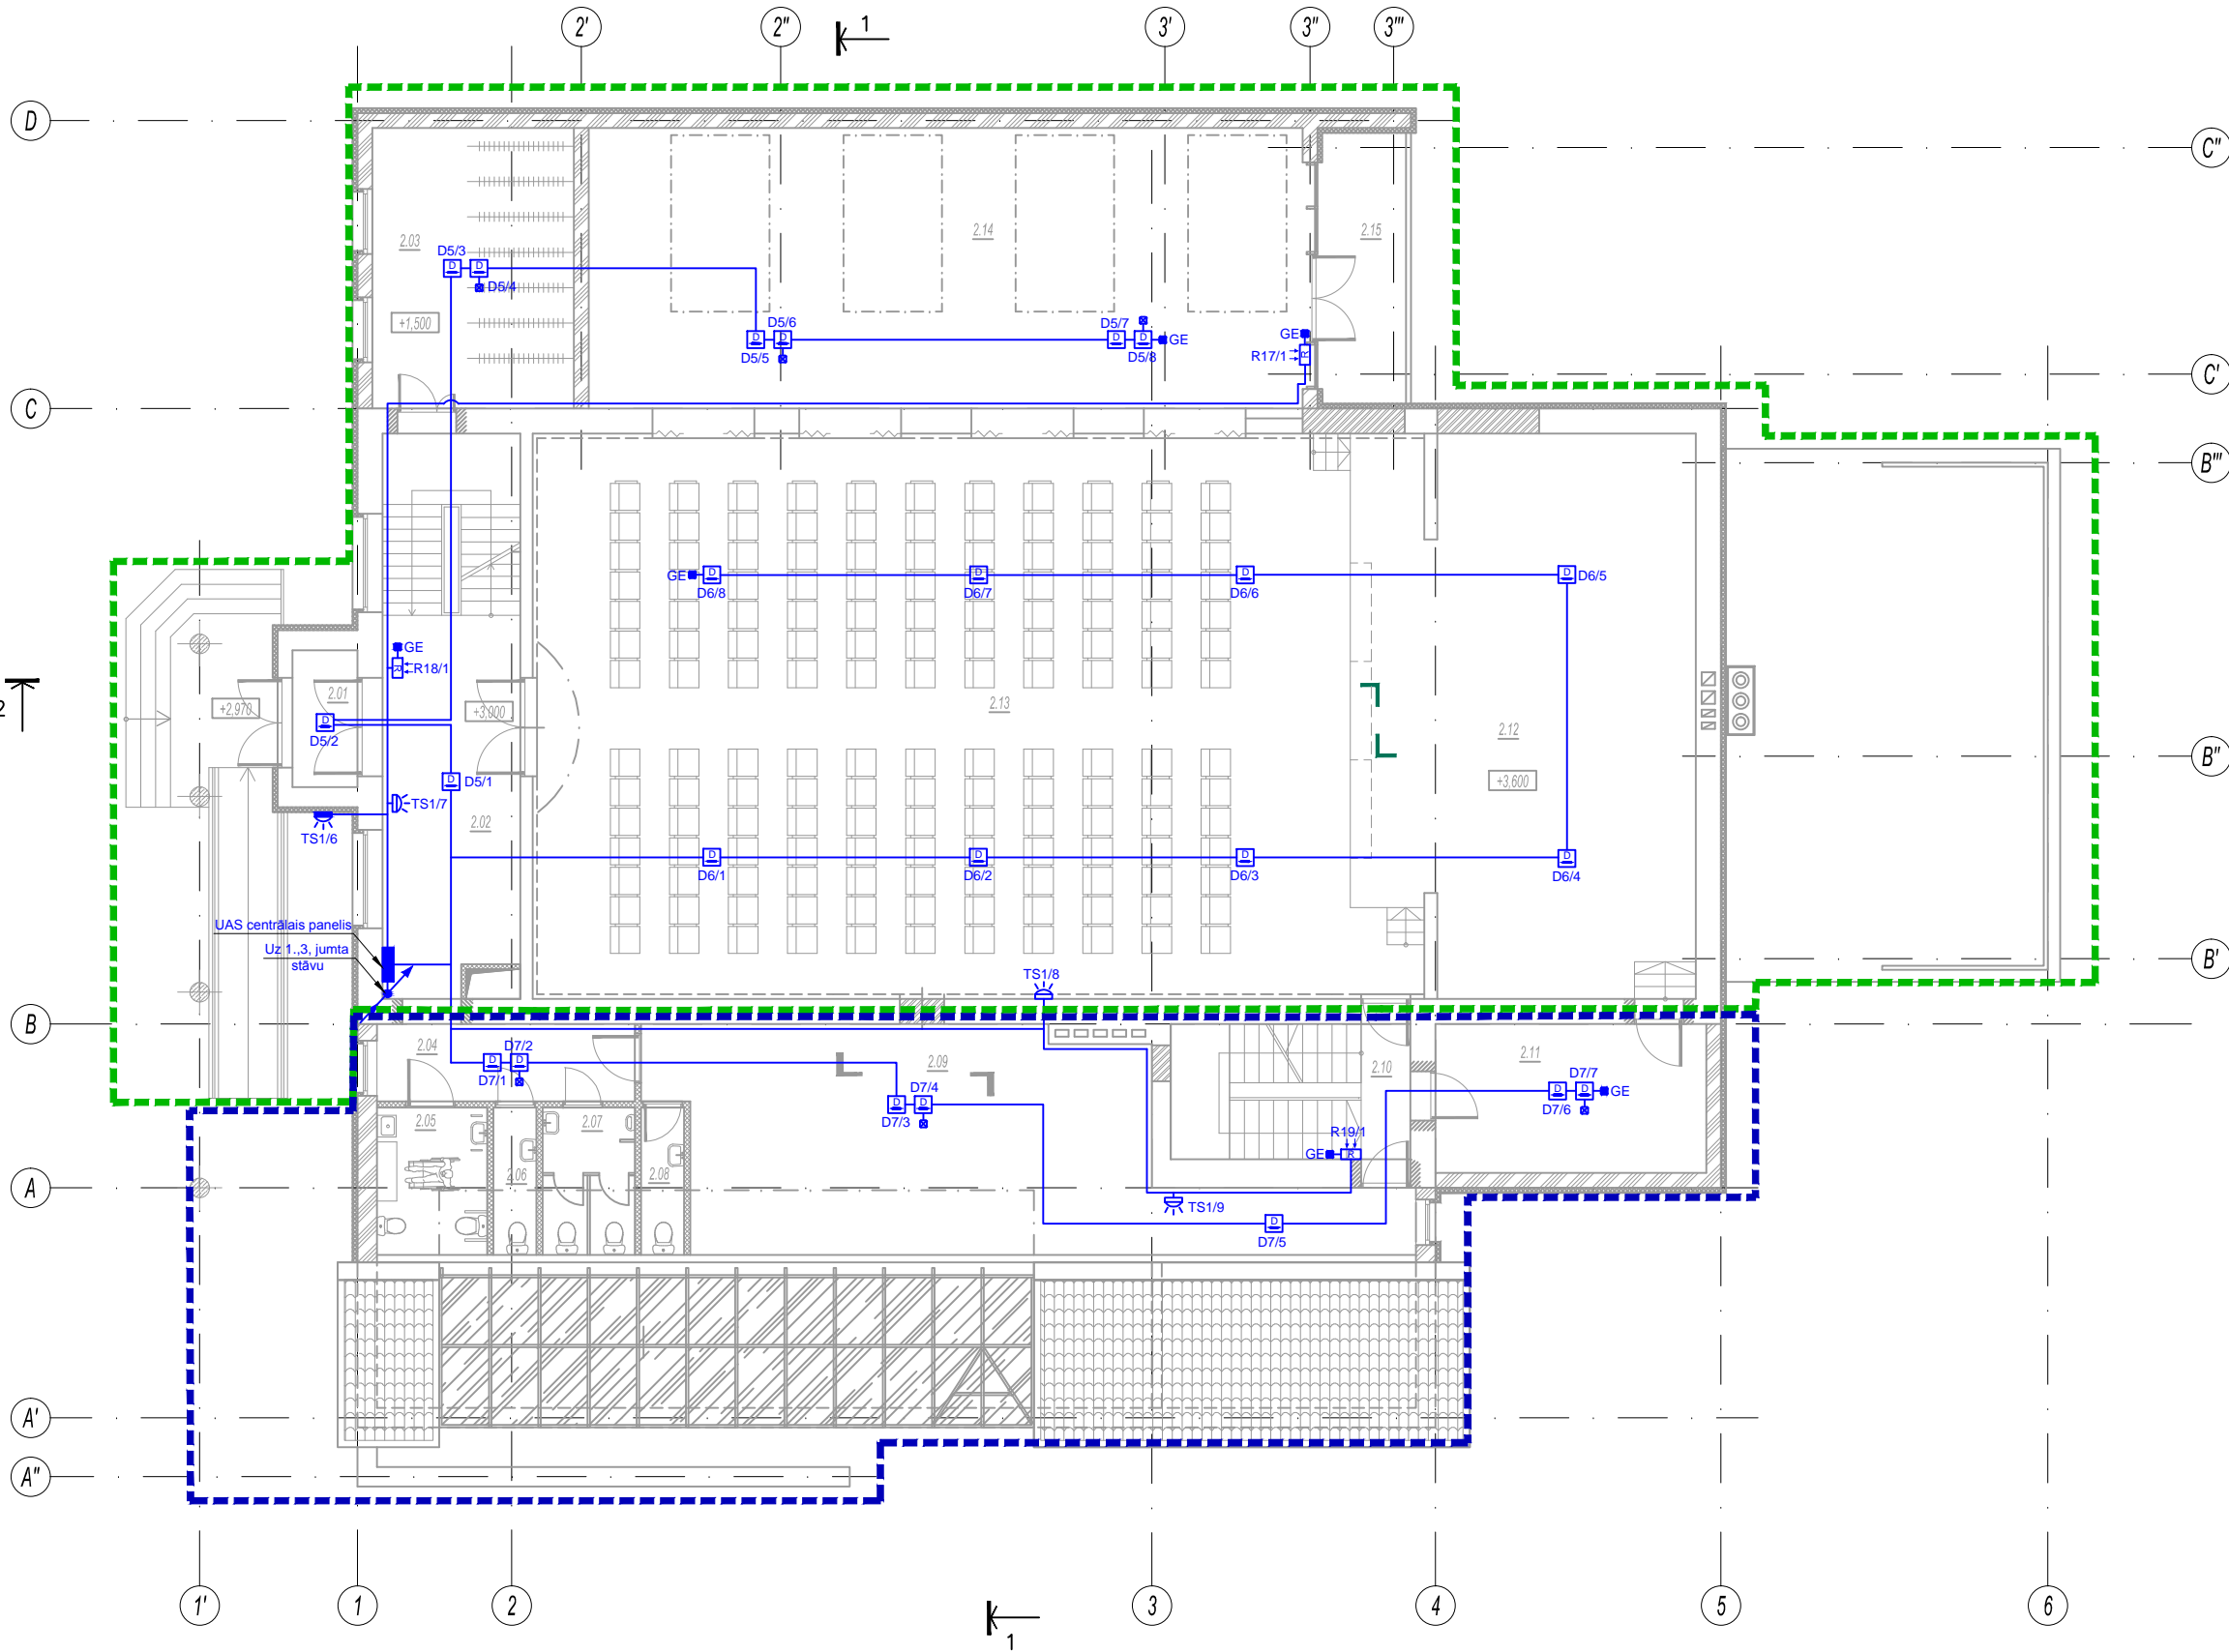 2'
2"
1
3'
3"
3'"
D
C"
2.03
2.14
2.15
D5/3
D5/4
+1,500
D5/6
D5/5
D5/7
D5/8
GE
GE
R17/1
C'
C
B'"
GE
D6/8
D6/7
D6/6
D6/5
GE
R18/1
2
2.01
+2,970
+3,000
2.13
2.12
D5/2
B"
D5/1
+3,600
TS1/7
TS1/6
2.02
D6/1
D6/2
D6/3
D6/4
UAS centrālais panelis
Uz 1.,3, jumta
stāvu
TS1/8
B'
B
2.04
D7/2
D7/1
2.09
D7/4
D7/3
2.10
2.11
D7/7
D7/6
GE
2.05
2.07
R19/1
GE
2.06
2.08
A
TS1/9
D7/5
A'
A"
1'
1
2
3
4
5
6
1